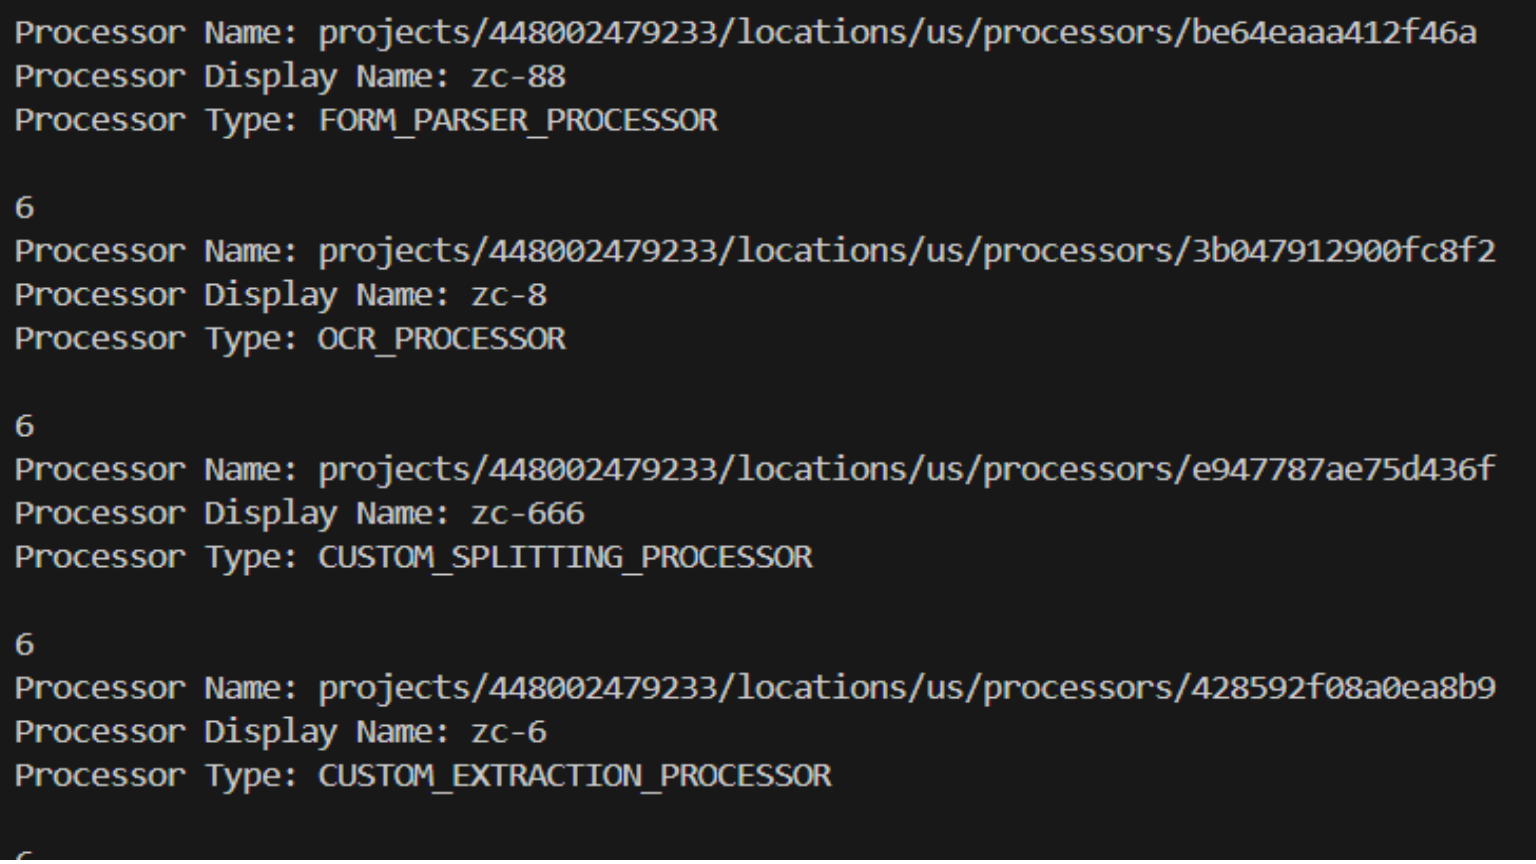 Processor Name: projects/448002479233/locations/us/processors/be64eaaa412f46a
Processor Display Name: zc-88
Processor Type: FORM_PARSER_PROCESSOR
6
Processor Name: projects/448002479233/locations/us/processors/3b047912900fc8f2
Processor Display Name: zc-8
Processor Type: OCR_PROCESSOR
6
Processor Name: projects/448002479233/locations/us/processors/e947787ae75d436f
Processor Display Name: zc-666
Processor Type: CUSTOM_SPLITTING_PROCESSOR
6
Processor Name: projects/448002479233/locations/us/processors/428592f08a0ea8b9
Processor Display Name: zc-6
Processor Type: CUSTOM_EXTRACTION_PROCESSOR